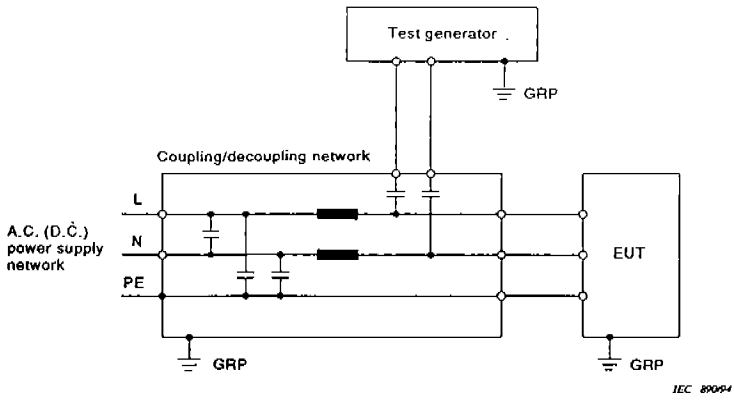 Test generator
GRP
Coupling/decoupling network
L
A.C. (D.C.)
power supply
network
N
PE
EUT
GRP
GRP
IEC 890/94